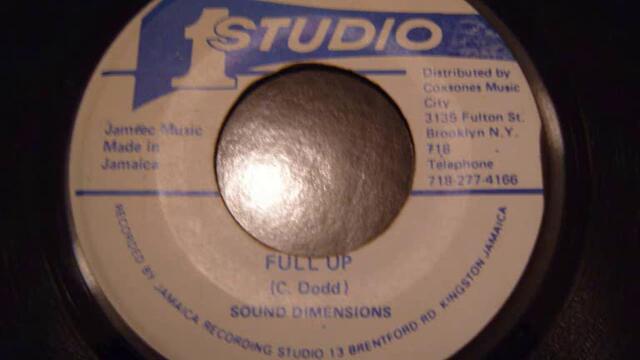 1 STUDIO
Jamrec Music
Made in
Jamaica
Distributed by
Coxsones Music
City
3135 Fulton St.
Brooklyn N.Y.
718
Telephone
718-277-4166
FULL UP
(C. Dodd)
SOUND DIMENSIONS
RECORDED BY JAMAICA RECORDING STUDIO 13 BRENTFORD RD KINGSTON JAMAICA